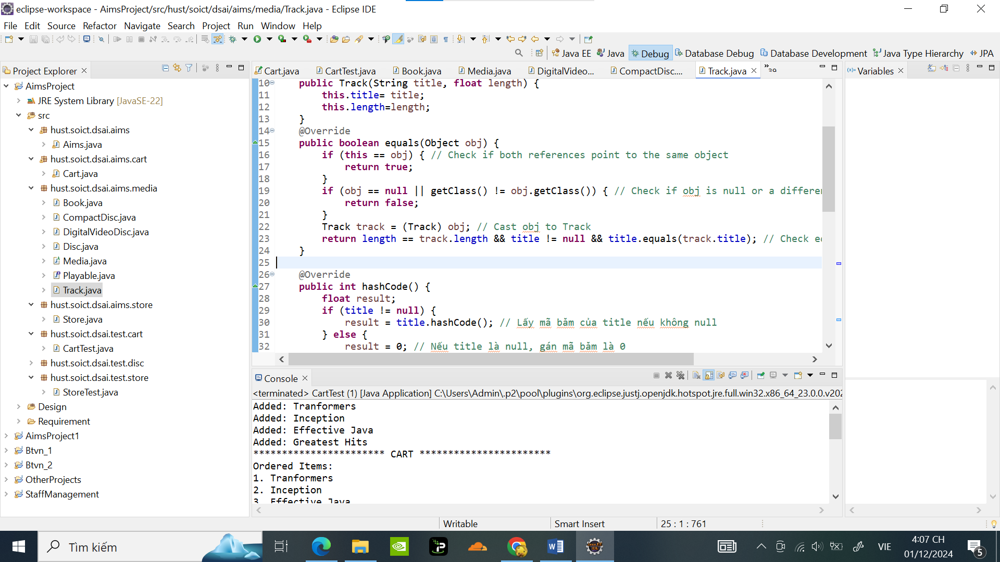 eclipse-workspace - AimsProject/src/hust/soict/dsai/aims/media/Track.java - Eclipse IDE
File Edit Source Refactor Navigate Search Project Run Window Help
Java EE Java Debug Database Debug Database Development Java Type Hierarchy JPA
Project Explorer
AimsProject
JRE System Library [JavaSE-22]
src
hust.soict.dsai.aims
Aims.java
hust.soict.dsai.aims.cart
Cart.java
hust.soict.dsai.aims.media
Book.java
CompactDisc.java
DigitalVideoDisc.java
Disc.java
Media.java
Playable.java
Track.java
hust.soict.dsai.aims.store
Store.java
hust.soict.dsai.test.cart
CartTest.java
hust.soict.dsai.test.disc
hust.soict.dsai.test.store
StoreTest.java
Design
Requirement
AimsProject1
Btvn_1
Btvn_2
OtherProjects
StaffManagement
Cart.java CartTest.java Book.java Media.java DigitalVideo... CompactDisc.... Track.java
10 public Track(String title, float length) {
11 this.title= title;
12 this.length=length;
13 }
14 @Override
15 public boolean equals(Object obj) {
16 if (this == obj) { // Check if both references point to the same object
17 return true;
18 }
19 if (obj == null || getClass() != obj.getClass()) { // Check if obj is null or a differen
20 return false;
21 }
22 Track track = (Track) obj; // Cast obj to Track
23 return length == track.length && title != null && title.equals(track.title); // Check e
24 }
25
26 @Override
27 public int hashCode() {
28 float result;
29 if (title != null) {
30 result = title.hashCode(); // Lấy mã băm của title nếu không null
31 } else {
32 result = 0; // Nếu title là null, gán mã băm là 0
(x)= Variables
Console
<terminated> CartTest (1) [Java Application] C:\Users\Admin\.p2\pool\plugins\org.eclipse.justj.openjdk.hotspot.jre.full.win32.x86_64_23.0.0.v202
Added: Tranformers
Added: Inception
Added: Effective Java
Added: Greatest Hits
*********************** CART ***********************
Ordered Items:
1. Tranformers
2. Inception
3. Effective Java
Writable Smart Insert 25 : 1 : 761
Tìm kiếm
VIE
4:07 CH
01/12/2024
5